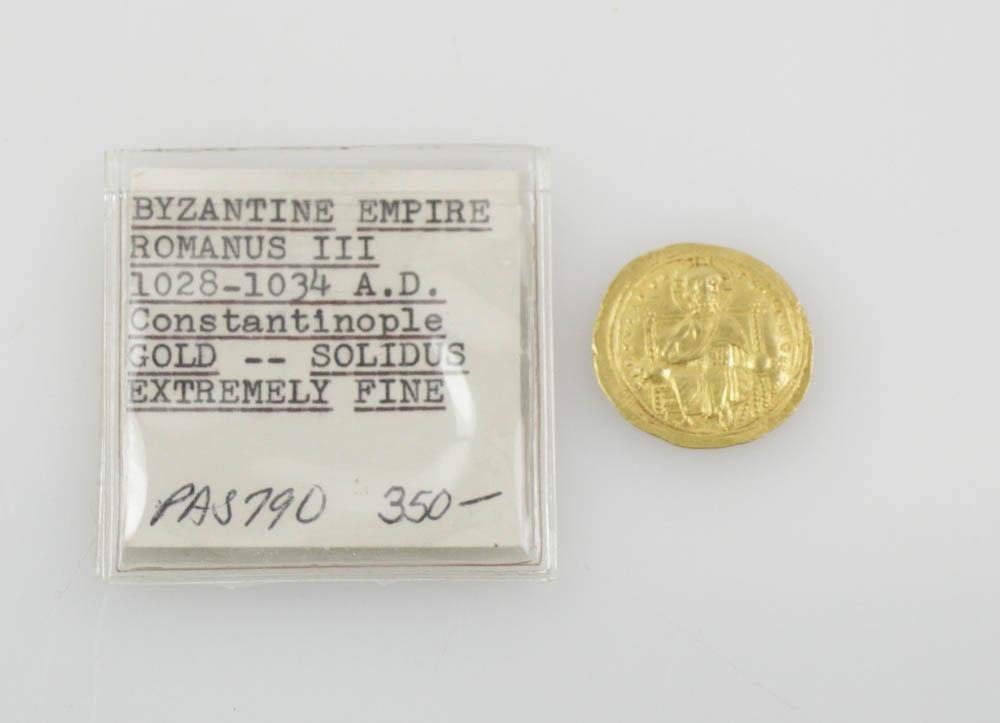 BYZANTINE EMPIRE
ROMANUS III
1028-1034 A.D.
Constantinople
GOLD -- SOLIDUS
EXTREMELY FINE
PAS790 350-